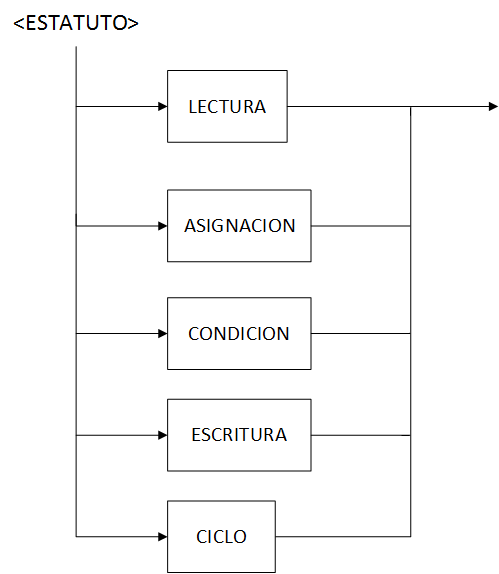 <ESTATUTO>
LECTURA
ASIGNACION
CONDICION
ESCRITURA
CICLO